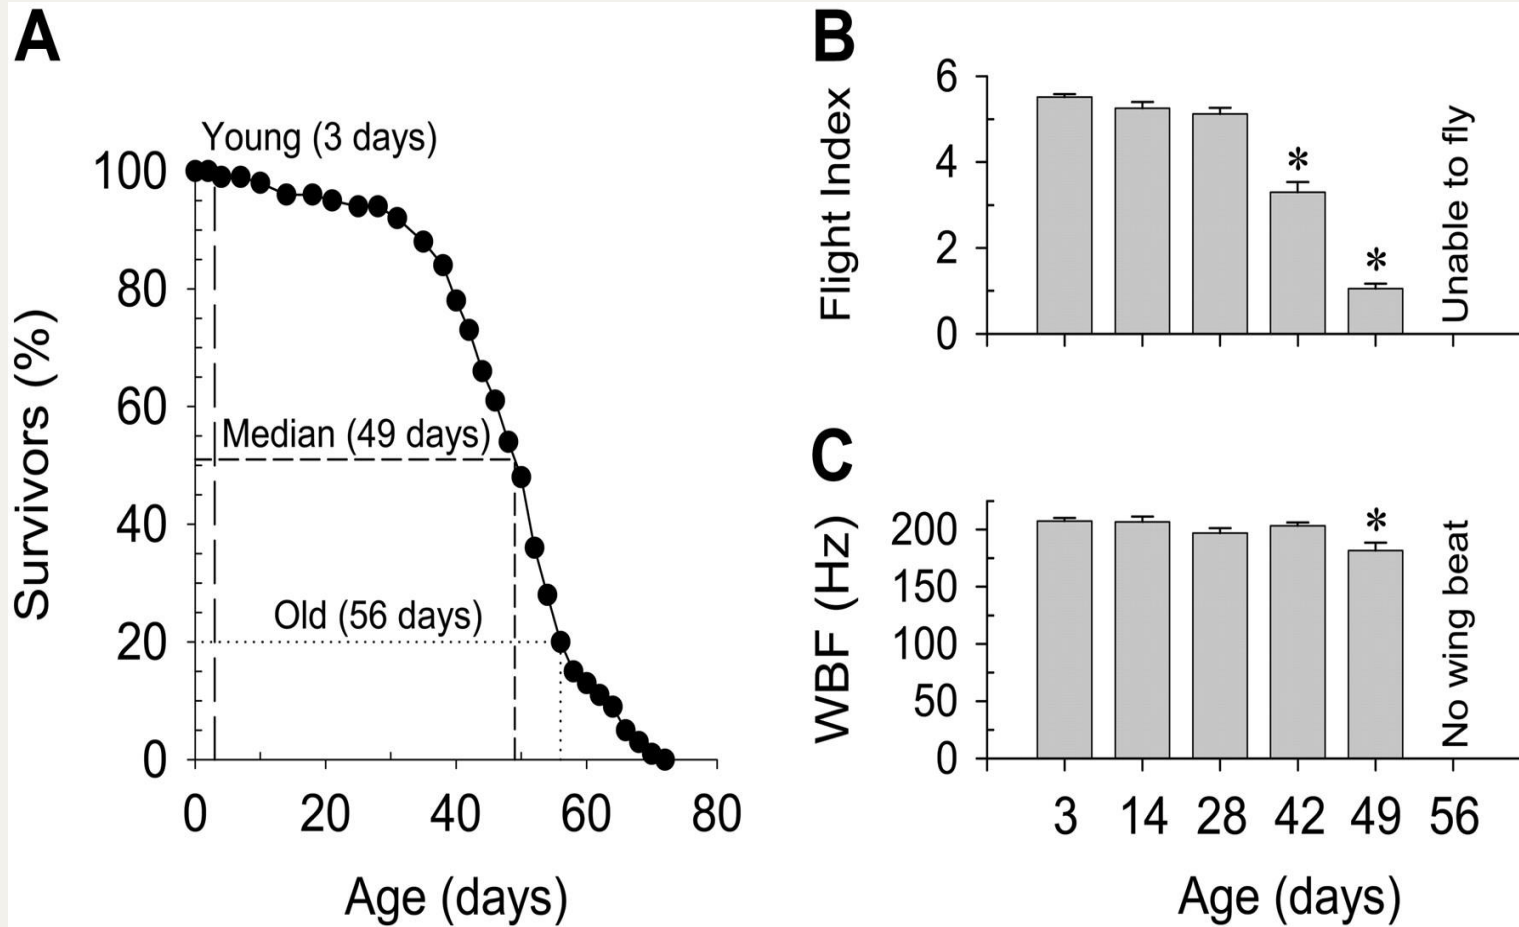 A
Young (3 days)
100
80
60
40
20
0
Median (49 days)
Old (56 days)
Survivors (%)
0 20 40 60 80
Age (days)
B
6
4
2
0
Flight Index
*
*
Unable to fly
C
200
150
100
50
0
WBF (Hz)
*
No wing beat
3 14 28 42 49 56
Age (days)